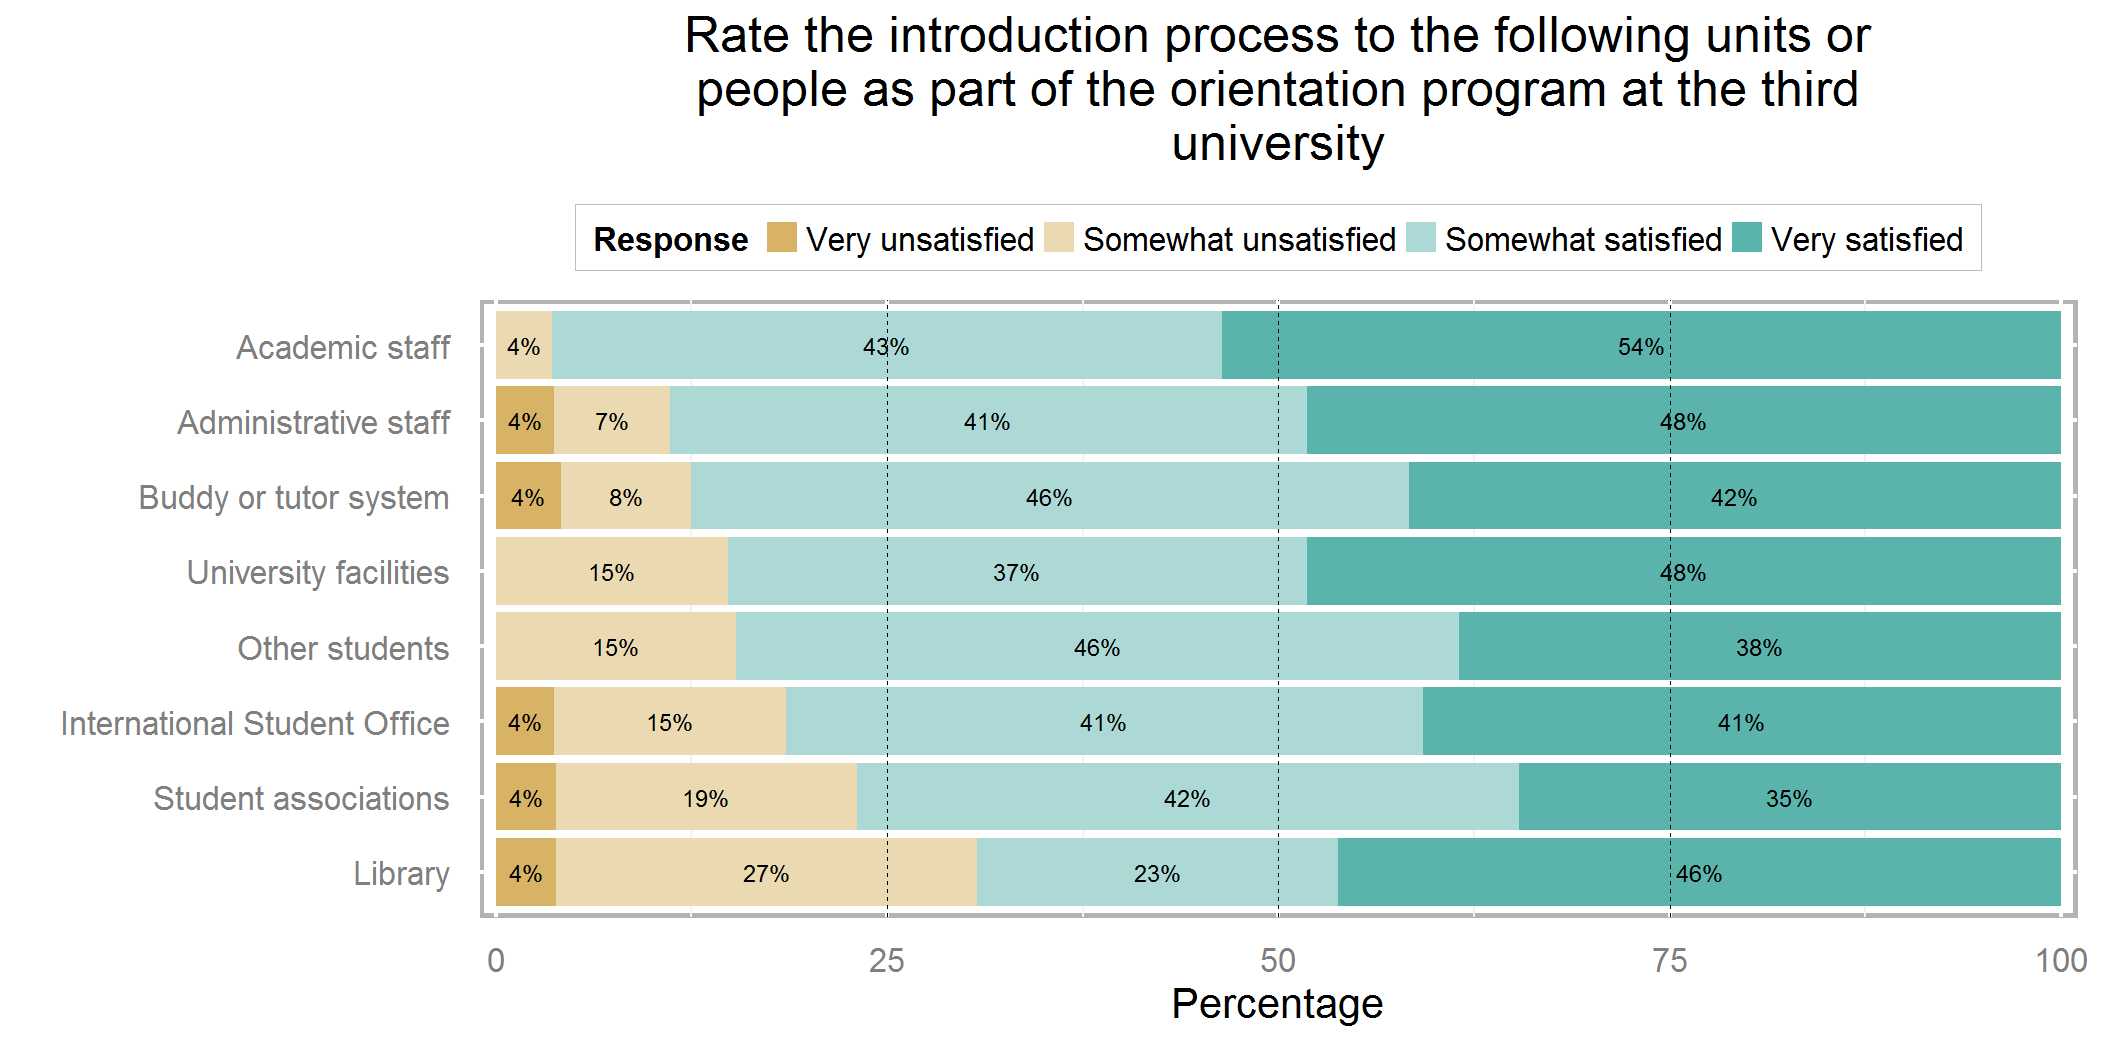 Rate the introduction process to the following units or
people as part of the orientation program at the third
university
Response Very unsatisfied Somewhat unsatisfied Somewhat satisfied Very satisfied
Academic staff 4% 43% 54%
Administrative staff 4% 7% 41% 48%
Buddy or tutor system 4% 8% 46% 42%
University facilities 15% 37% 48%
Other students 15% 46% 38%
International Student Office 4% 15% 41% 41%
Student associations 4% 19% 42% 35%
Library 4% 27% 23% 46%
0 25 50 75 100
Percentage